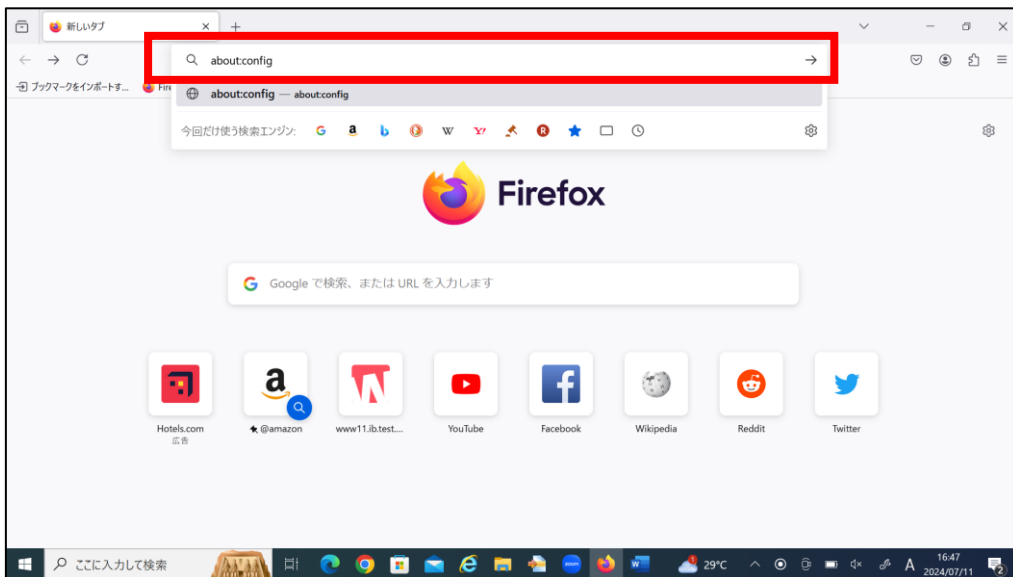 新しいタブ
about:config
ブックマークをインポートす...
about:config — about:config
今回だけ使う検索エンジン:
Firefox
Google で検索、または URL を入力します
Hotels.com
広告
@amazon
www11.ib.test....
YouTube
Facebook
Wikipedia
Reddit
Twitter
ここに入力して検索
zoom
29°C
A
16:47
2024/07/11
2